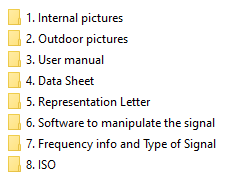 1. Internal pictures
2. Outdoor pictures
3. User manual
4. Data Sheet
5. Representation Letter
6. Software to manipulate the signal
7. Frequency info and Type of Signal
8. ISO